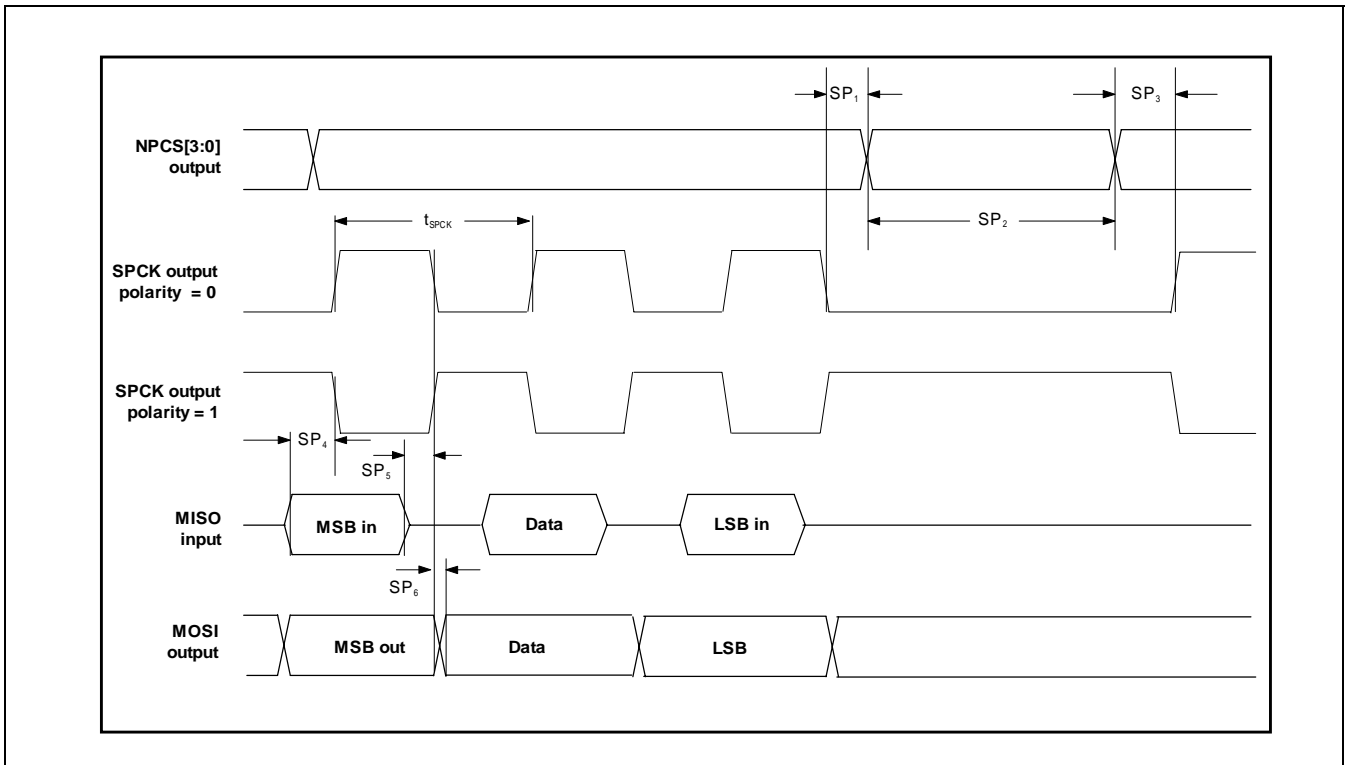 SP₁
SP₃
NPCS[3:0]
output
tSPCK
SP₂
SPCK output
polarity = 0
SPCK output
polarity = 1
SP₄
SP₅
MISO
input
MSB in
Data
LSB in
SP₆
MOSI
output
MSB out
Data
LSB